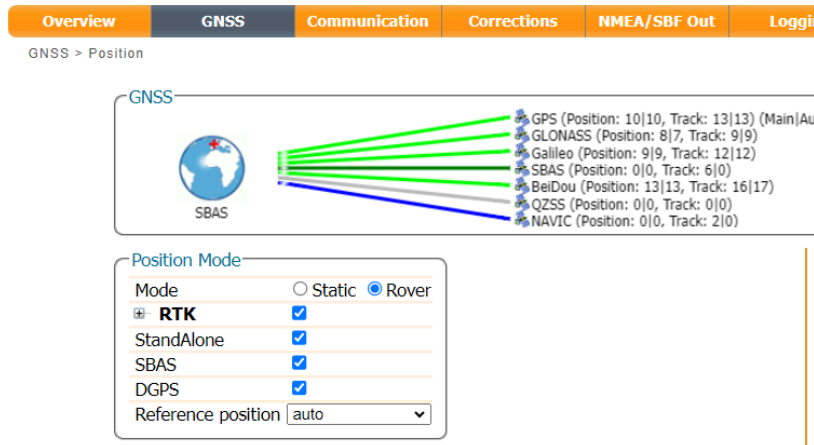 Overview GNSS Communication Corrections NMEA/SBF Out
GNSS > Position
GNSS
GPS (Position: 10|10, Track: 13|13) (Main|Au
GLONASS (Position: 8|7, Track: 9|9)
Galileo (Position: 9|9, Track: 12|12)
SBAS (Position: 0|0, Track: 6|0)
BeiDou (Position: 13|13, Track: 16|17)
QZSS (Position: 0|0, Track: 0|0)
NAVIC (Position: 0|0, Track: 2|0)
SBAS
Position Mode
Mode Static Rover
RTK
StandAlone
SBAS
DGPS
Reference position auto